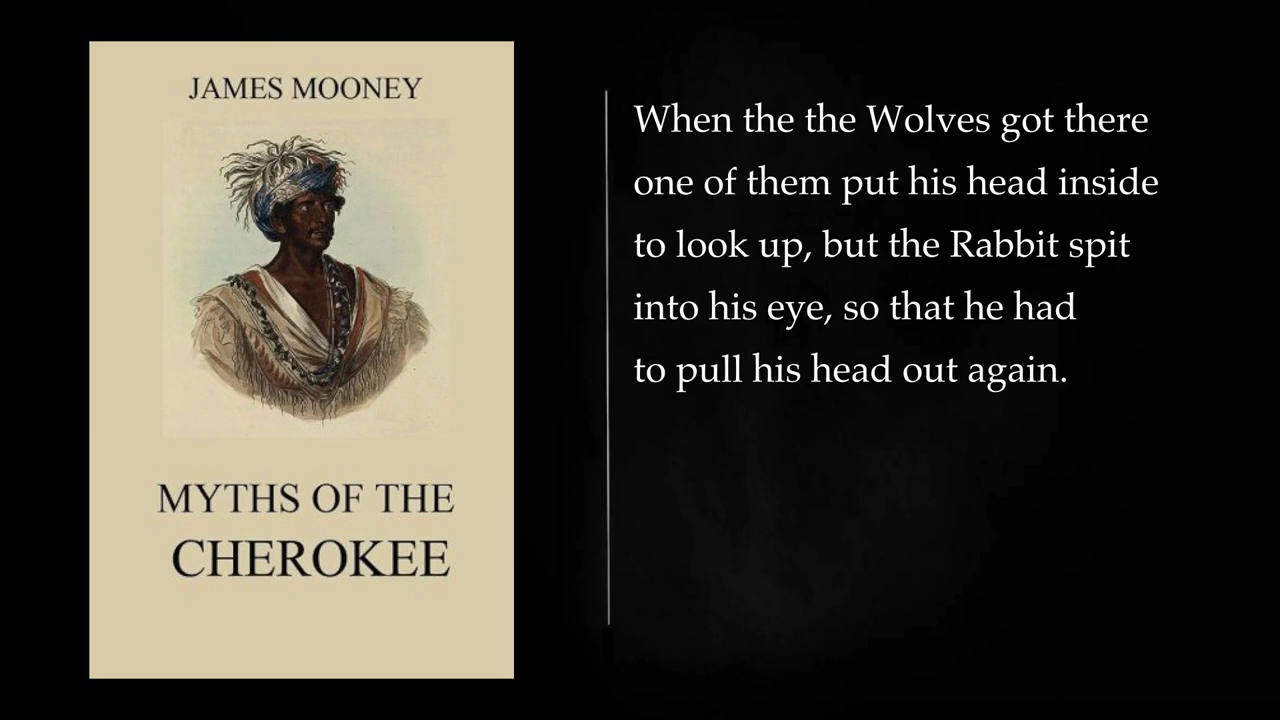 JAMES MOONEY
MYTHS OF THE
CHEROKEE
When the the Wolves got there
one of them put his head inside
to look up, but the Rabbit spit
into his eye, so that he had
to pull his head out again.